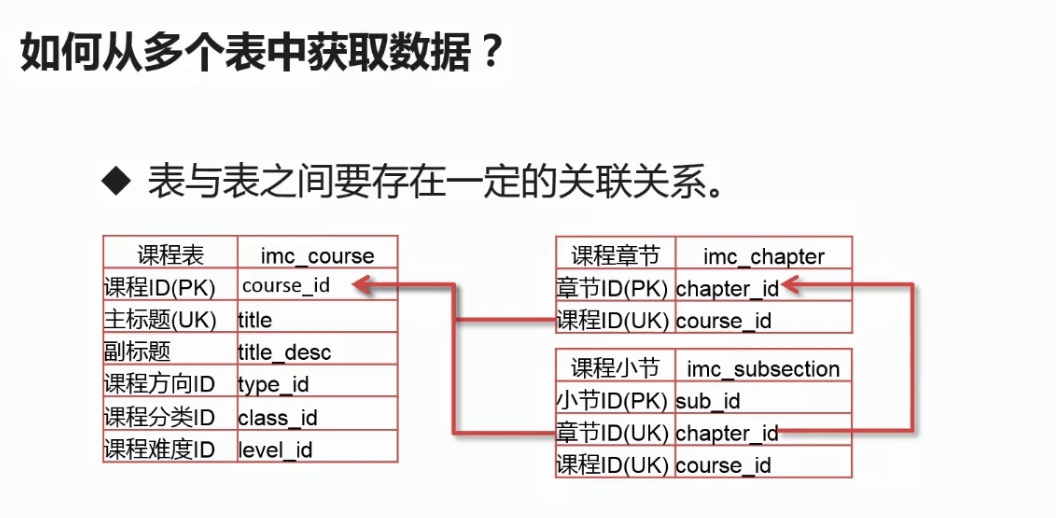 如何从多个表中获取数据？
◆ 表与表之间要存在一定的关联关系。
课程表 imc_course
课程ID(PK) course_id
主标题(UK) title
副标题 title_desc
课程方向ID type_id
课程分类ID class_id
课程难度ID level_id
课程章节 imc_chapter
章节ID(PK) chapter_id
课程ID(UK) course_id
课程小节 imc_subsection
小节ID(PK) sub_id
章节ID(UK) chapter_id
课程ID(UK) course_id